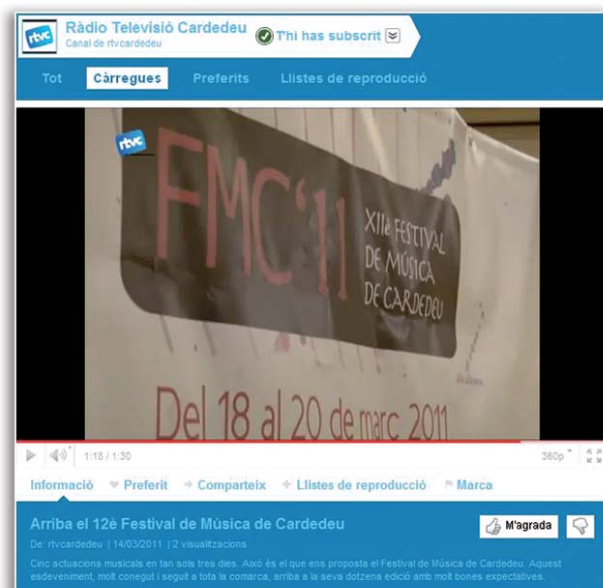 rtvc
Ràdio Televisió Cardedeu
Canal de rtvcardedeu
T'hi has subscrit
Tot Càrregues Preferits Llistes de reproducció
rtvc
FMC'11
XIIè FESTIVAL
DE MÚSICA
DE CARDEDEU
Del 18 al 20 de març 2011
1:18 / 1:30 360p
Informació Preferit Comparteix Llistes de reproducció Marca
Arriba el 12è Festival de Música de Cardedeu
M'agrada
De: rtvcardedeu | 14/03/2011 | 2 visualitzacions
Cinc actuacions musicals en tan sols tres dies. Això és el que ens proposta el Festival de Música de Cardedeu. Aquest
esdeveniment, molt conegut i seguit a tota la comarca, arriba a la seva dotzena edició amb molt bones expectatives.